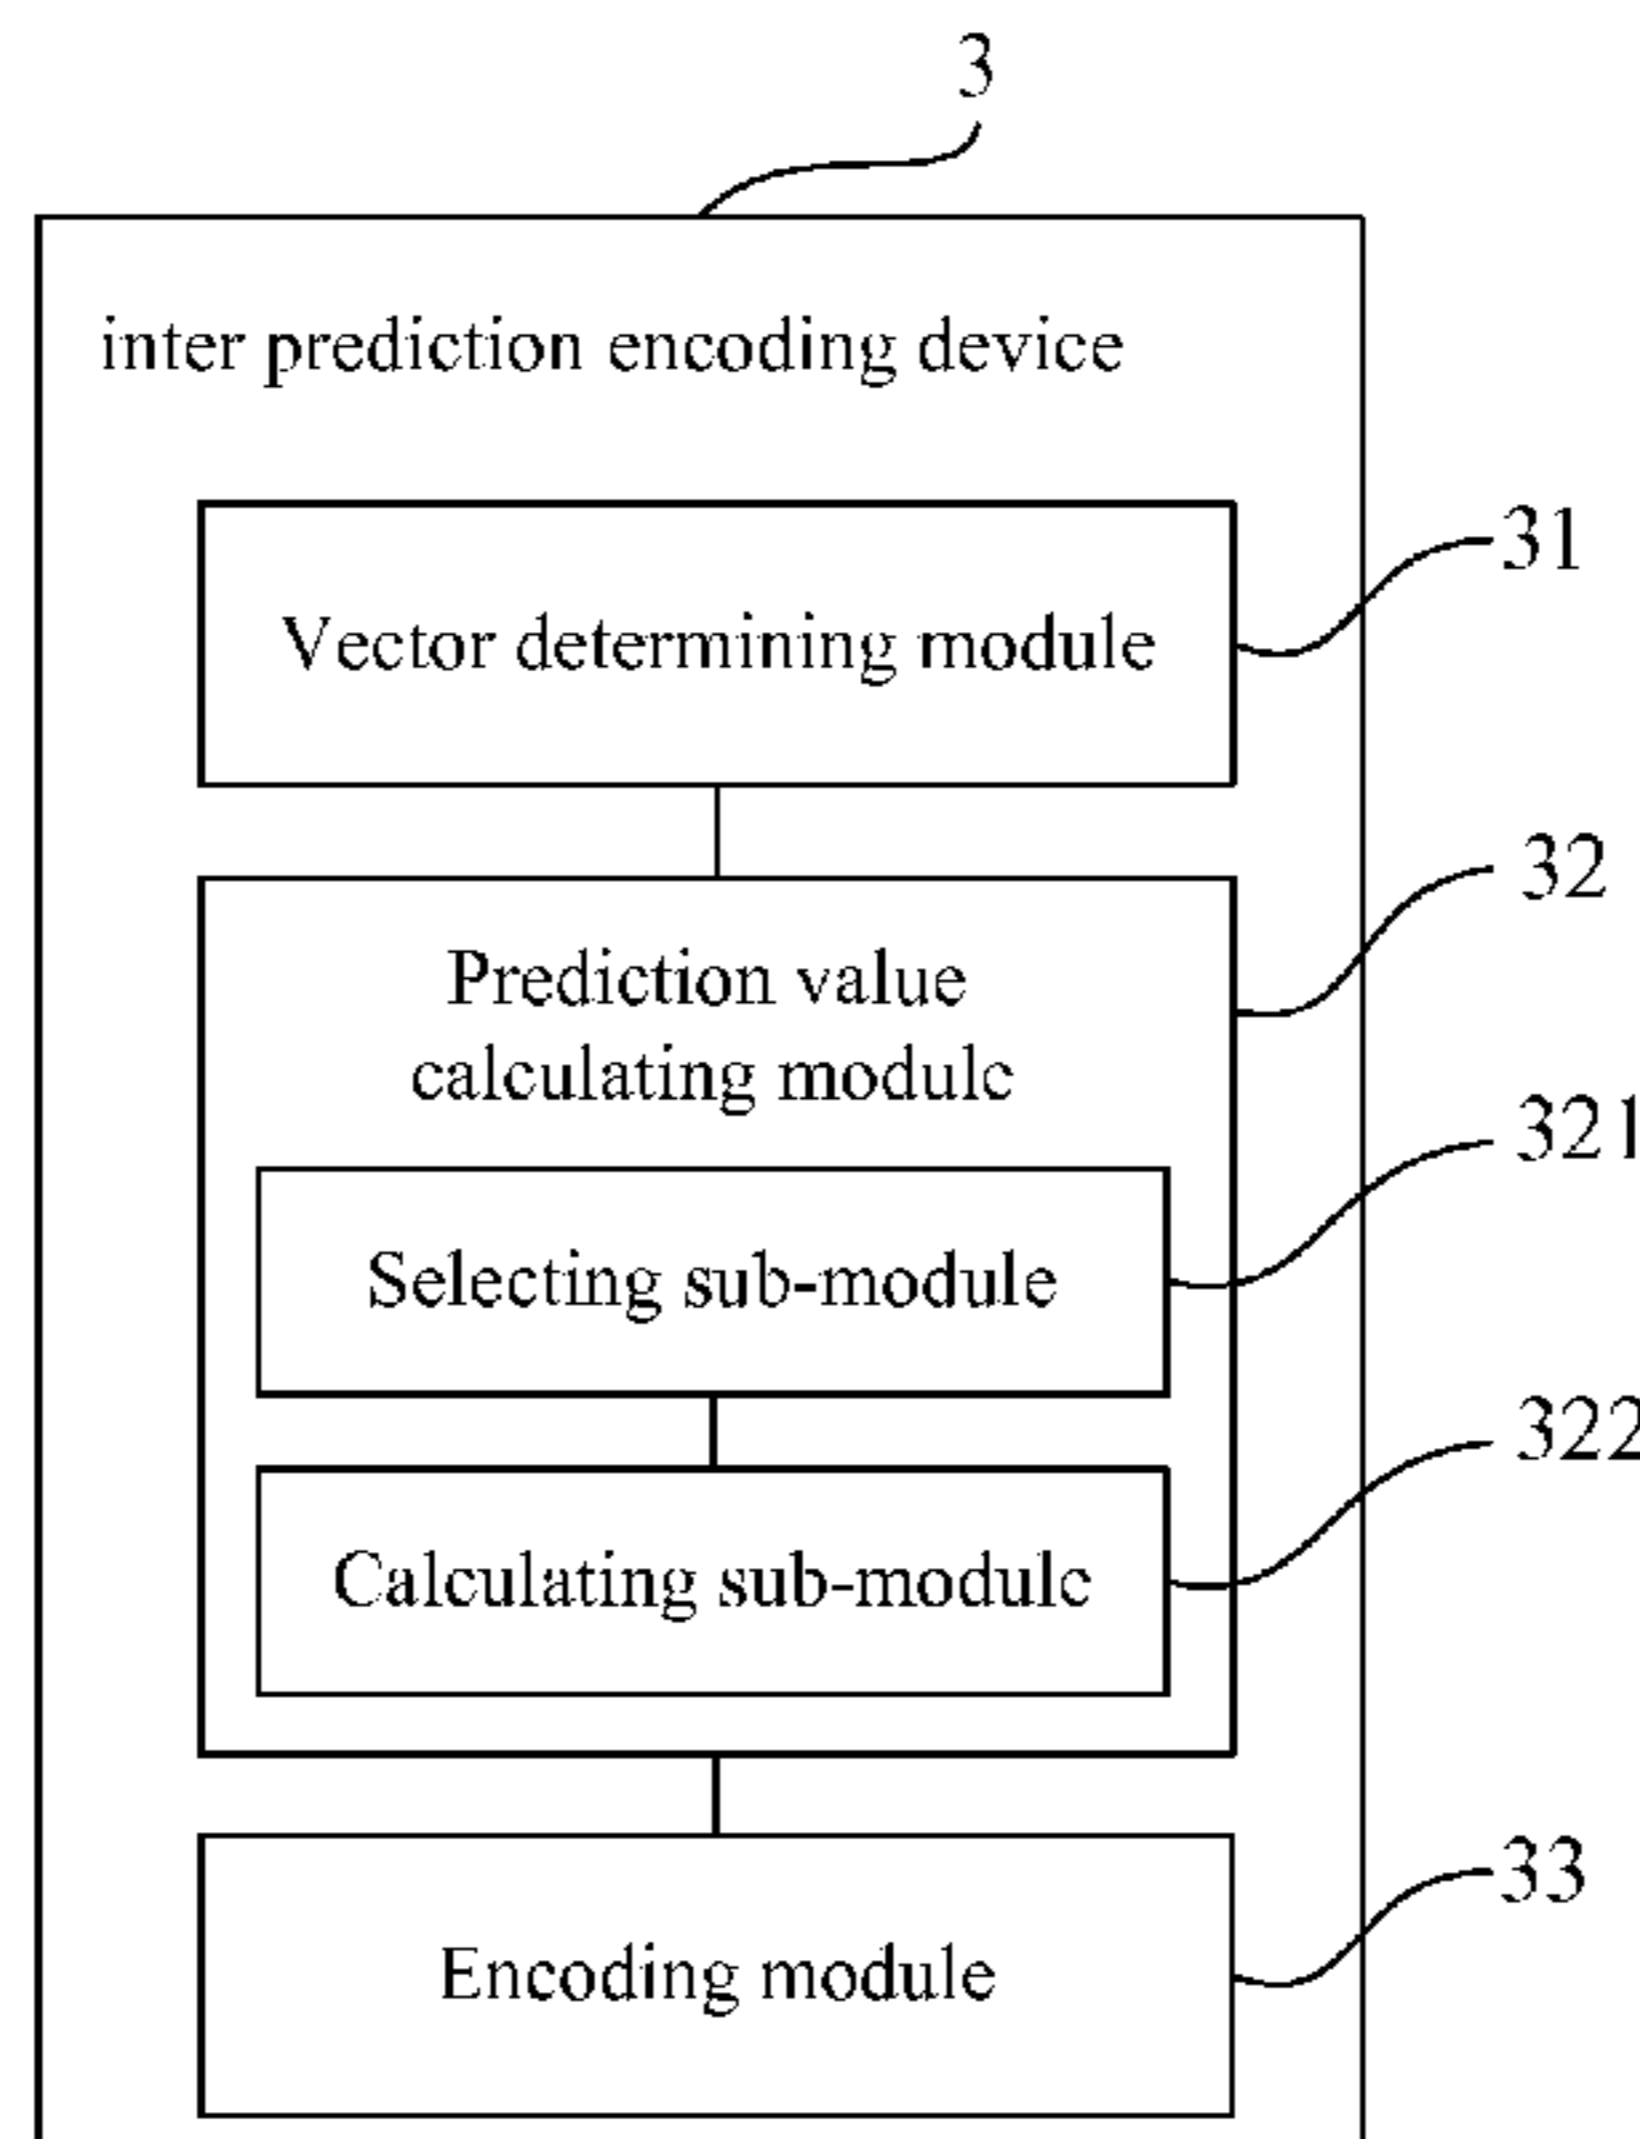 3
inter prediction encoding device
Vector determining module
31
Prediction value
calculating module
32
Selecting sub-module
321
Calculating sub-module
322
Encoding module
33